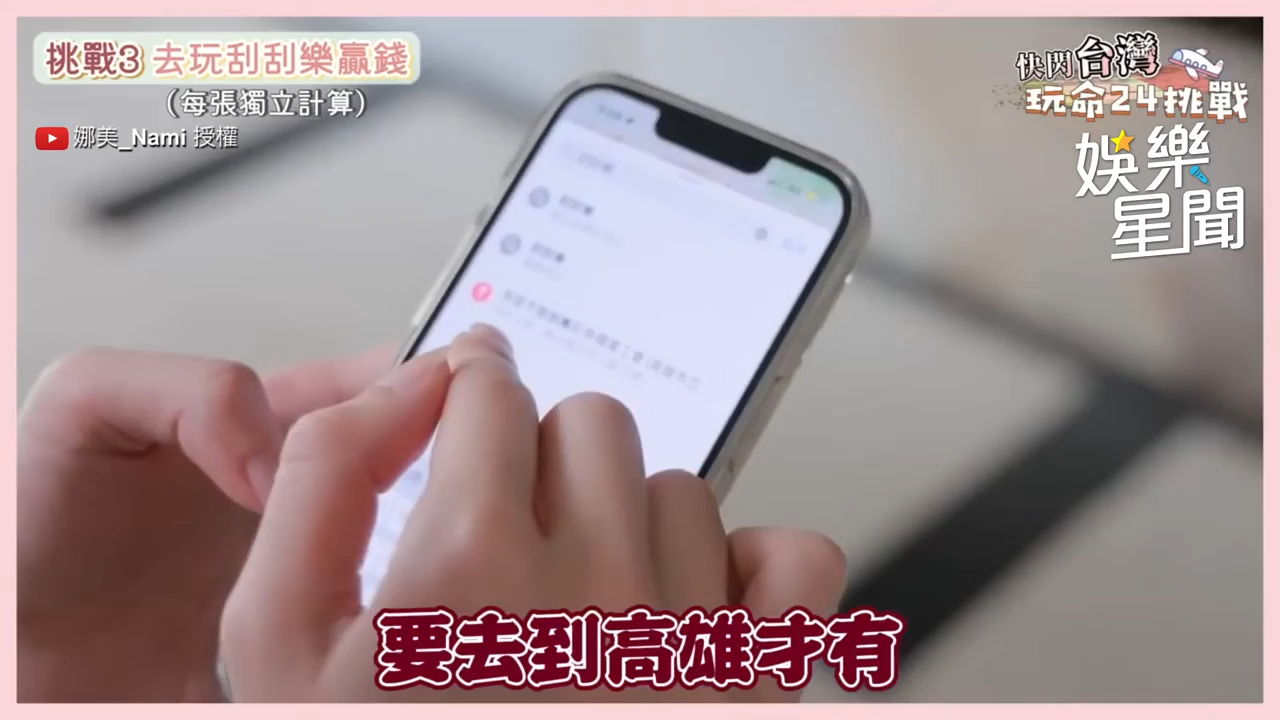 挑戰3 去玩刮刮樂贏錢
（每張獨立計算）
娜美_Nami 授權
快閃台灣
玩命24挑戰
娛樂
星聞
要去到高雄才有